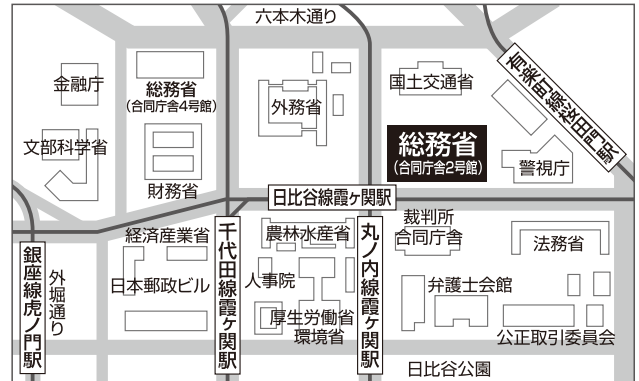 六本木通り
金融庁
総務省
(合同庁舎4号館)
外務省
国土交通省
有楽町線桜田門駅
文部科学省
総務省
(合同庁舎2号館)
警視庁
財務省
日比谷線霞ヶ関駅
経済産業省
千代田線霞ヶ関駅
農林水産省
丸ノ内線霞ヶ関駅
裁判所
合同庁舎
法務省
銀座線虎ノ門駅
外堀通り
日本郵政ビル
人事院
弁護士会館
厚生労働省
環境省
公正取引委員会
日比谷公園